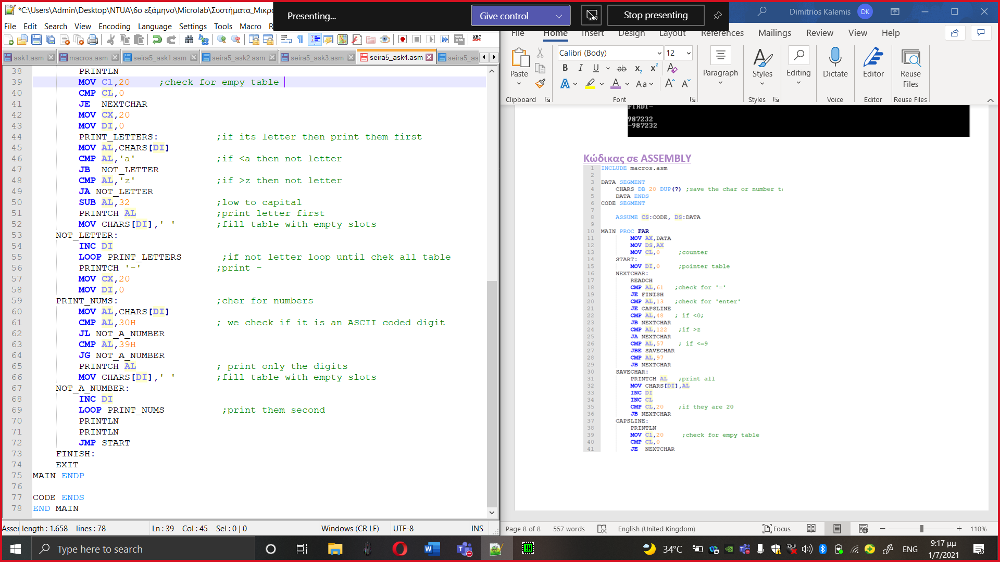 *C:\Users\Admin\Desktop\NTUA\6ο εξάμηνο\Microlab\Συστήματα_Μικρο
Presenting...
Give control
Stop presenting
Dimitrios Kalemis DK
File Edit Search View Encoding Language Settings Tools Macro
File Home Insert Design Layout References Mailings Review View Help
ask1.asm macros.asm seira5_ask1.asm seira5_ask2.asm seira5_ask3.asm seira5_ask4.asm seira5_as
Calibri (Body) 12
Paste
Paragraph Styles Editing Dictate Editor Reuse Files
Clipboard Font Styles Voice Editor Reuse Files
38 PRINTLN
39 MOV Cl,20 ;check for empy table
40 CMP CL,0
41 JE NEXTCHAR
42 MOV CX,20
43 MOV DI,0
44 PRINT_LETTERS: ;if its letter then print them first
45 MOV AL,CHARS[DI]
46 CMP AL,'a' ;if <a then not letter
47 JB NOT_LETTER
48 CMP AL,'z' ;if >z then not letter
49 JA NOT_LETTER
50 SUB AL,32 ;low to capital
51 PRINTCH AL ;print letter first
52 MOV CHARS[DI],' ' ;fill table with empty slots
53 NOT_LETTER:
54 INC DI
55 LOOP PRINT_LETTERS ;if not letter loop until chek all table
56 PRINTCH '-' ;print -
57 MOV CX,20
58 MOV DI,0
59 PRINT_NUMS: ;cher for numbers
60 MOV AL,CHARS[DI]
61 CMP AL,30H ; we check if it is an ASCII coded digit
62 JL NOT_A_NUMBER
63 CMP AL,39H
64 JG NOT_A_NUMBER
65 PRINTCH AL ; print only the digits
66 MOV CHARS[DI],' ' ;fill table with empty slots
67 NOT_A_NUMBER:
68 INC DI
69 LOOP PRINT_NUMS ;print them second
70 PRINTLN
71 PRINTLN
72 JMP START
73 FINISH:
74 EXIT
75 MAIN ENDP
76
77 CODE ENDS
78 END MAIN
987232
-987232
Κώδικας σε ASSEMBLY
1 INCLUDE macros.asm
2
3 DATA SEGMENT
4 CHARS DB 20 DUP(?) ;save the char or number ta
5 DATA ENDS
6 CODE SEGMENT
7
8 ASSUME CS:CODE, DS:DATA
9
10 MAIN PROC FAR
11 MOV AX,DATA
12 MOV DS,AX
13 MOV CL,0 ;counter
14 START:
15 MOV DI,0 ;pointer table
16 NEXTCHAR:
17 READCH
18 CMP AL,61 ;check for '='
19 JE FINISH
20 CMP AL,13 ;check for 'enter'
21 JE CAPSLINE
22 CMP AL,48 ; if <0;
23 JB NEXTCHAR
24 CMP AL,122 ;if >z
25 JA NEXTCHAR
26 CMP AL,57 ; if <=9
27 JBE SAVECHAR
28 CMP AL,97
29 JB NEXTCHAR
30 SAVECHAR:
31 PRINTCH AL ;print all
32 MOV CHARS[DI],AL
33 INC DI
34 INC CL
35 CMP CL,20 ;if they are 20
36 JB NEXTCHAR
37 CAPSLINE:
38 PRINTLN
39 MOV Cl,20 ;check for empy table
40 CMP CL,0
41 JE NEXTCHAR
Asser length : 1.658 lines : 78 Ln : 39 Col : 45 Sel : 0 | 0 Windows (CR LF) UTF-8 INS
Page 8 of 8 557 words English (United Kingdom) Focus 110%
Type here to search
34°C ENG 9:17 μμ
1/7/2021